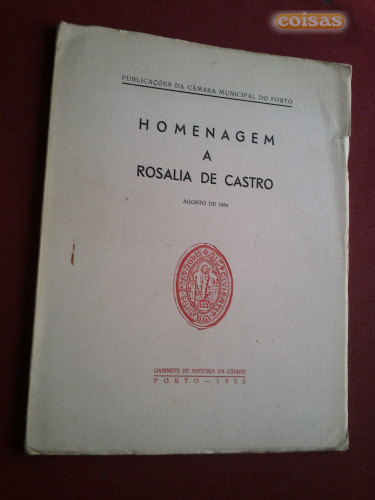 coisas
PUBLICAÇÕES DA CÂMARA MUNICIPAL DO PORTO
HOMENAGEM
A
ROSALIA DE CASTRO
AGOSTO DE 1954
GABINETE DE HISTÓRIA DA CIDADE
PORTO — 1955